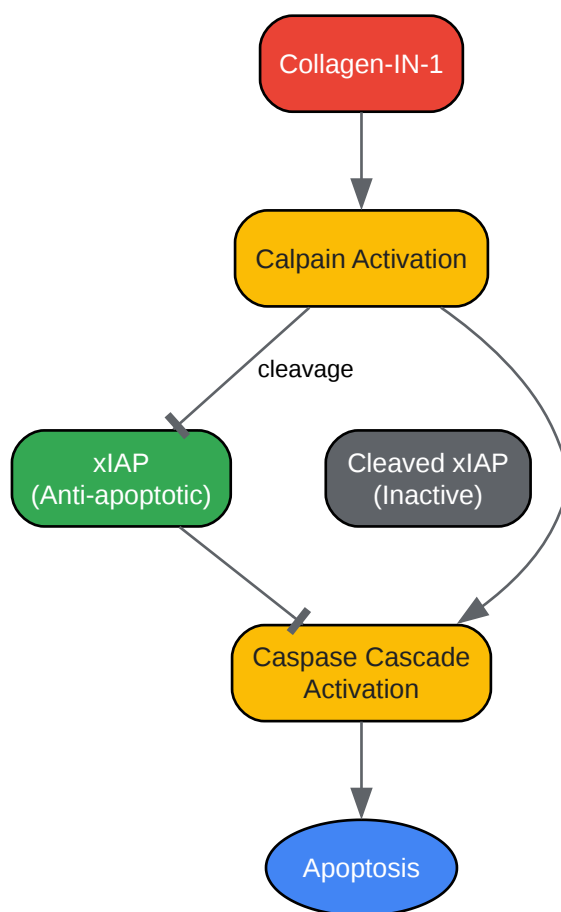 Collagen-IN-1
Calpain Activation
cleavage
xIAP
(Anti-apoptotic)
Cleaved xIAP
(Inactive)
Caspase Cascade
Activation
Apoptosis